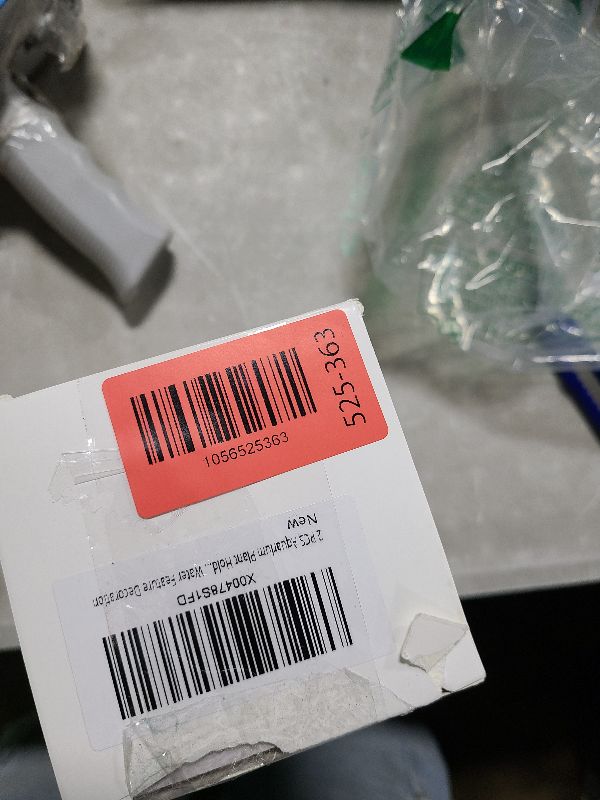 525-363
1056525363
X00478S1FD
2 PCS Aquarium Plant Hold... Water Feature Decoration
New